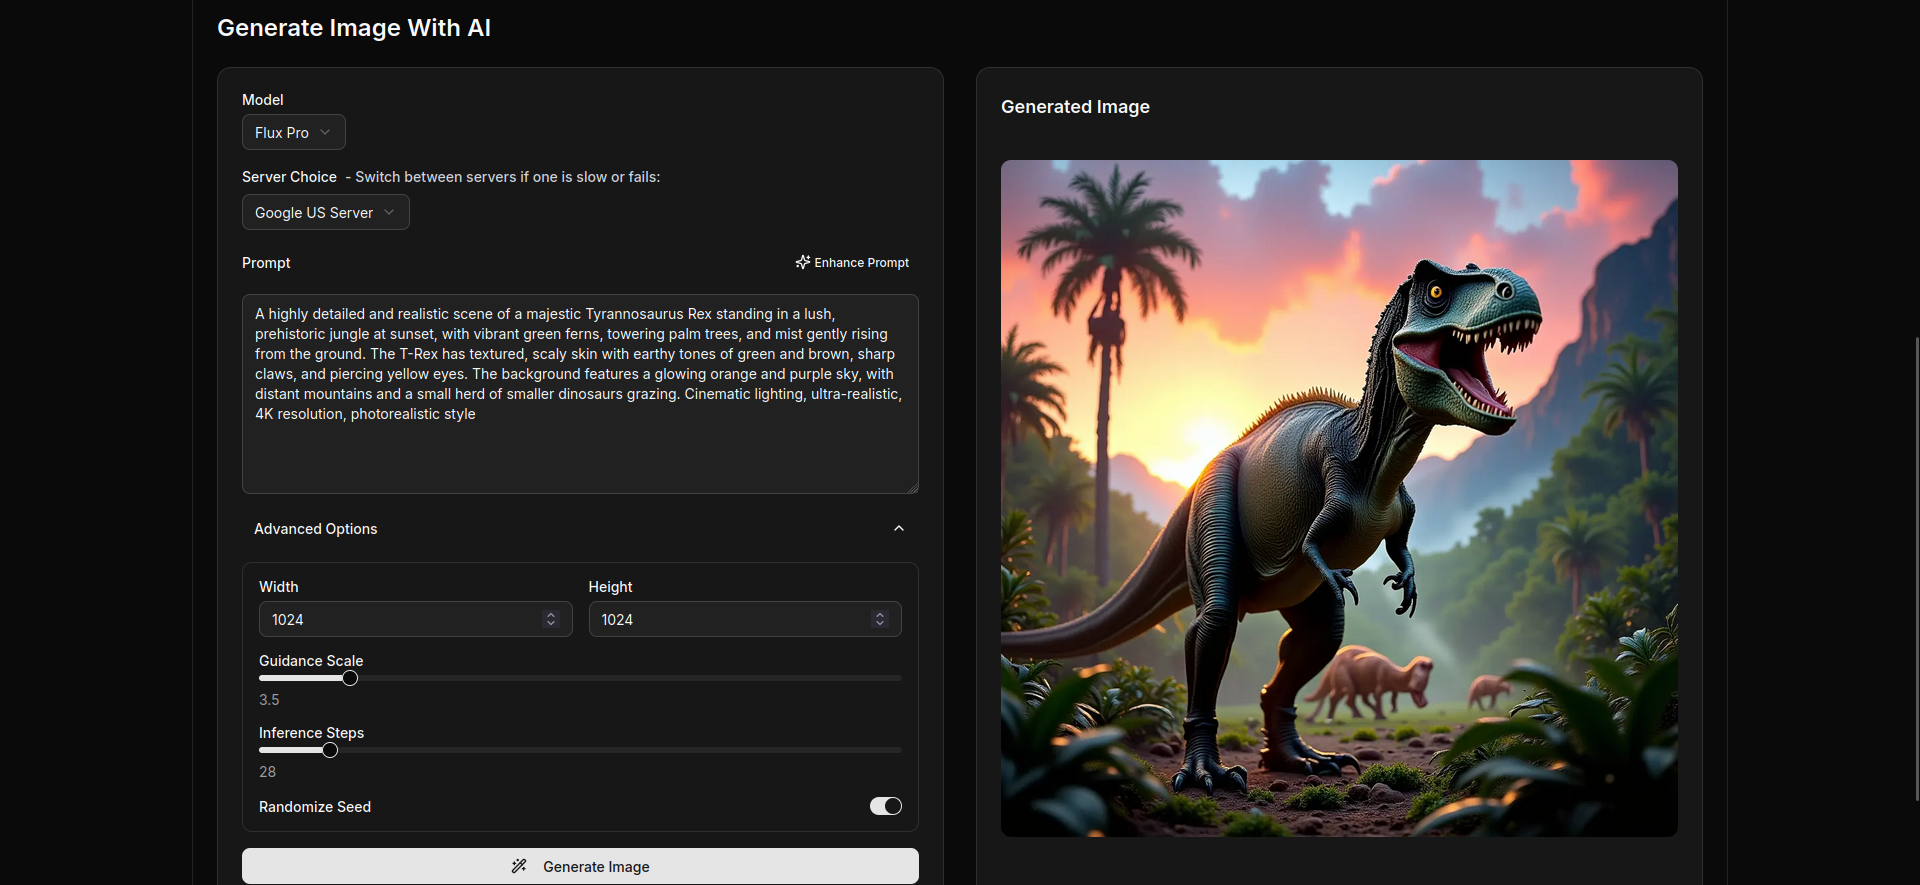 Generate Image With AI
Model
Flux Pro
Server Choice - Switch between servers if one is slow or fails:
Google US Server
Prompt
Enhance Prompt
A highly detailed and realistic scene of a majestic Tyrannosaurus Rex standing in a lush,
prehistoric jungle at sunset, with vibrant green ferns, towering palm trees, and mist gently rising
from the ground. The T-Rex has textured, scaly skin with earthy tones of green and brown, sharp
claws, and piercing yellow eyes. The background features a glowing orange and purple sky, with
distant mountains and a small herd of smaller dinosaurs grazing. Cinematic lighting, ultra-realistic,
4K resolution, photorealistic style
Advanced Options
Width
Height
1024
1024
Guidance Scale
3.5
Inference Steps
28
Randomize Seed
Generate Image
Generated Image